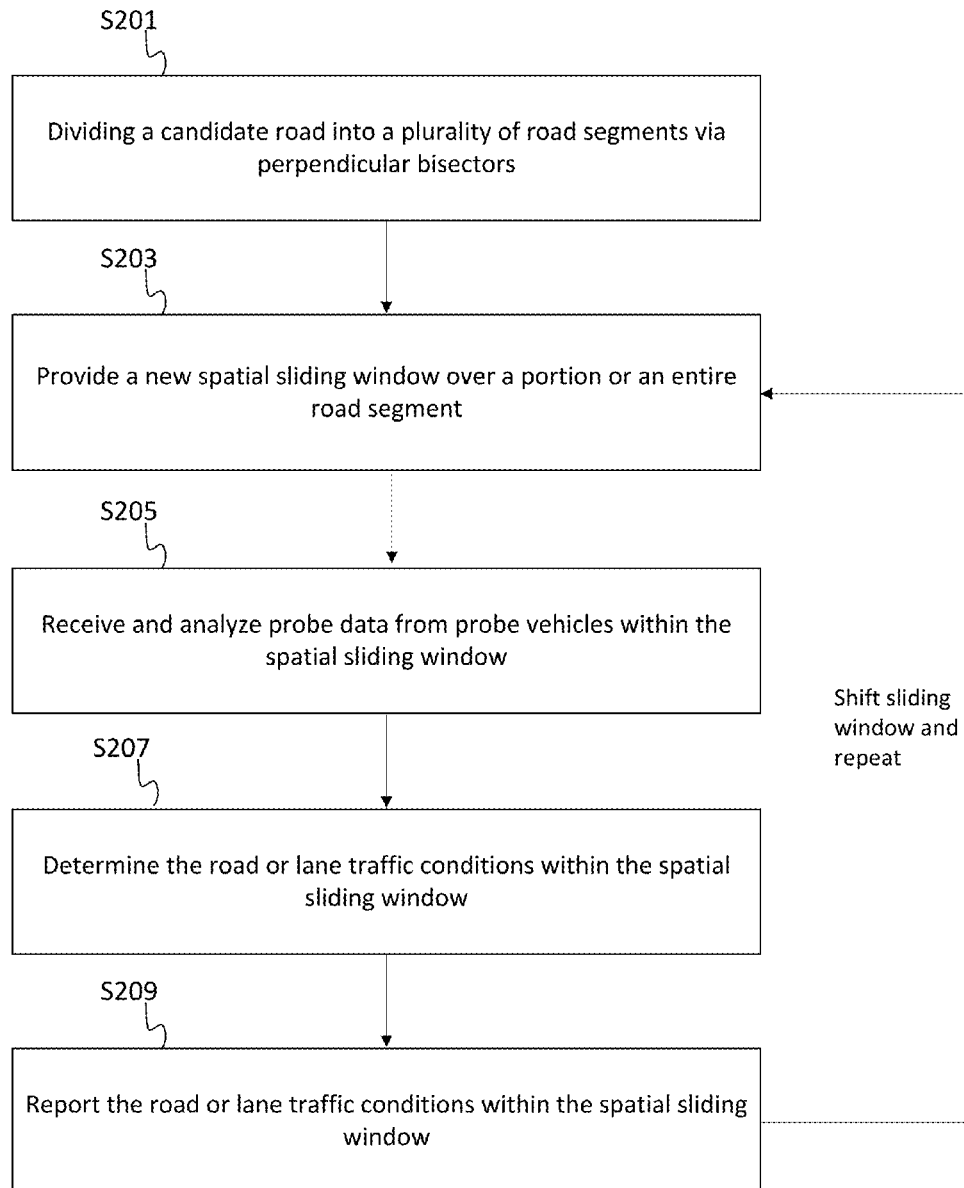 S201
Dividing a candidate road into a plurality of road segments via
perpendicular bisectors
S203
Provide a new spatial sliding window over a portion or an entire
road segment
S205
Receive and analyze probe data from probe vehicles within the
spatial sliding window
Shift sliding
window and
repeat
S207
Determine the road or lane traffic conditions within the spatial
sliding window
S209
Report the road or lane traffic conditions within the spatial sliding
window